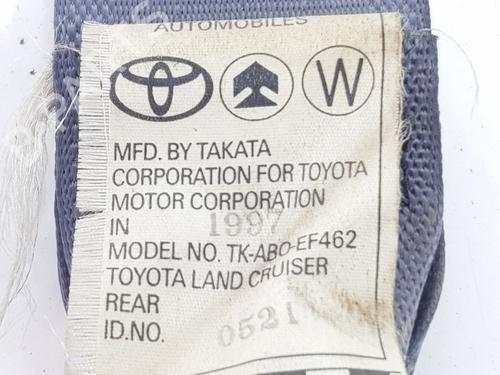 AUTOMOBILES
W
MFD. BY TAKATA
CORPORATION FOR TOYOTA
MOTOR CORPORATION
IN 1997
MODEL NO. TK-ABO-EF462
TOYOTA LAND CRUISER
REAR
ID.NO. 0521